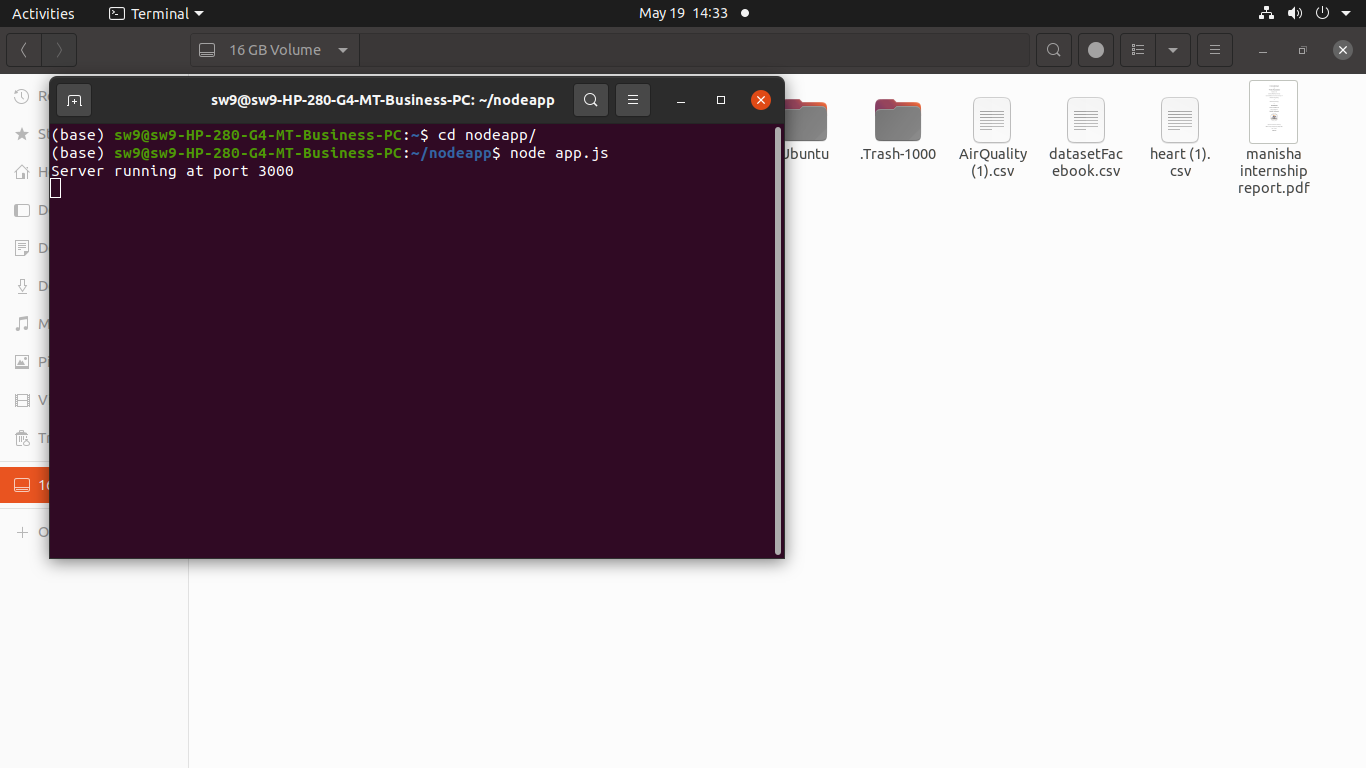 Activities
Terminal
May 19 14:33
16 GB Volume
sw9@sw9-HP-280-G4-MT-Business-PC: ~/nodeapp
(base) sw9@sw9-HP-280-G4-MT-Business-PC:~$ cd nodeapp/
(base) sw9@sw9-HP-280-G4-MT-Business-PC:~/nodeapp$ node app.js
Server running at port 3000
Ubuntu
.Trash-1000
AirQuality
(1).csv
datasetFac
ebook.csv
heart (1).
csv
manisha
internship
report.pdf